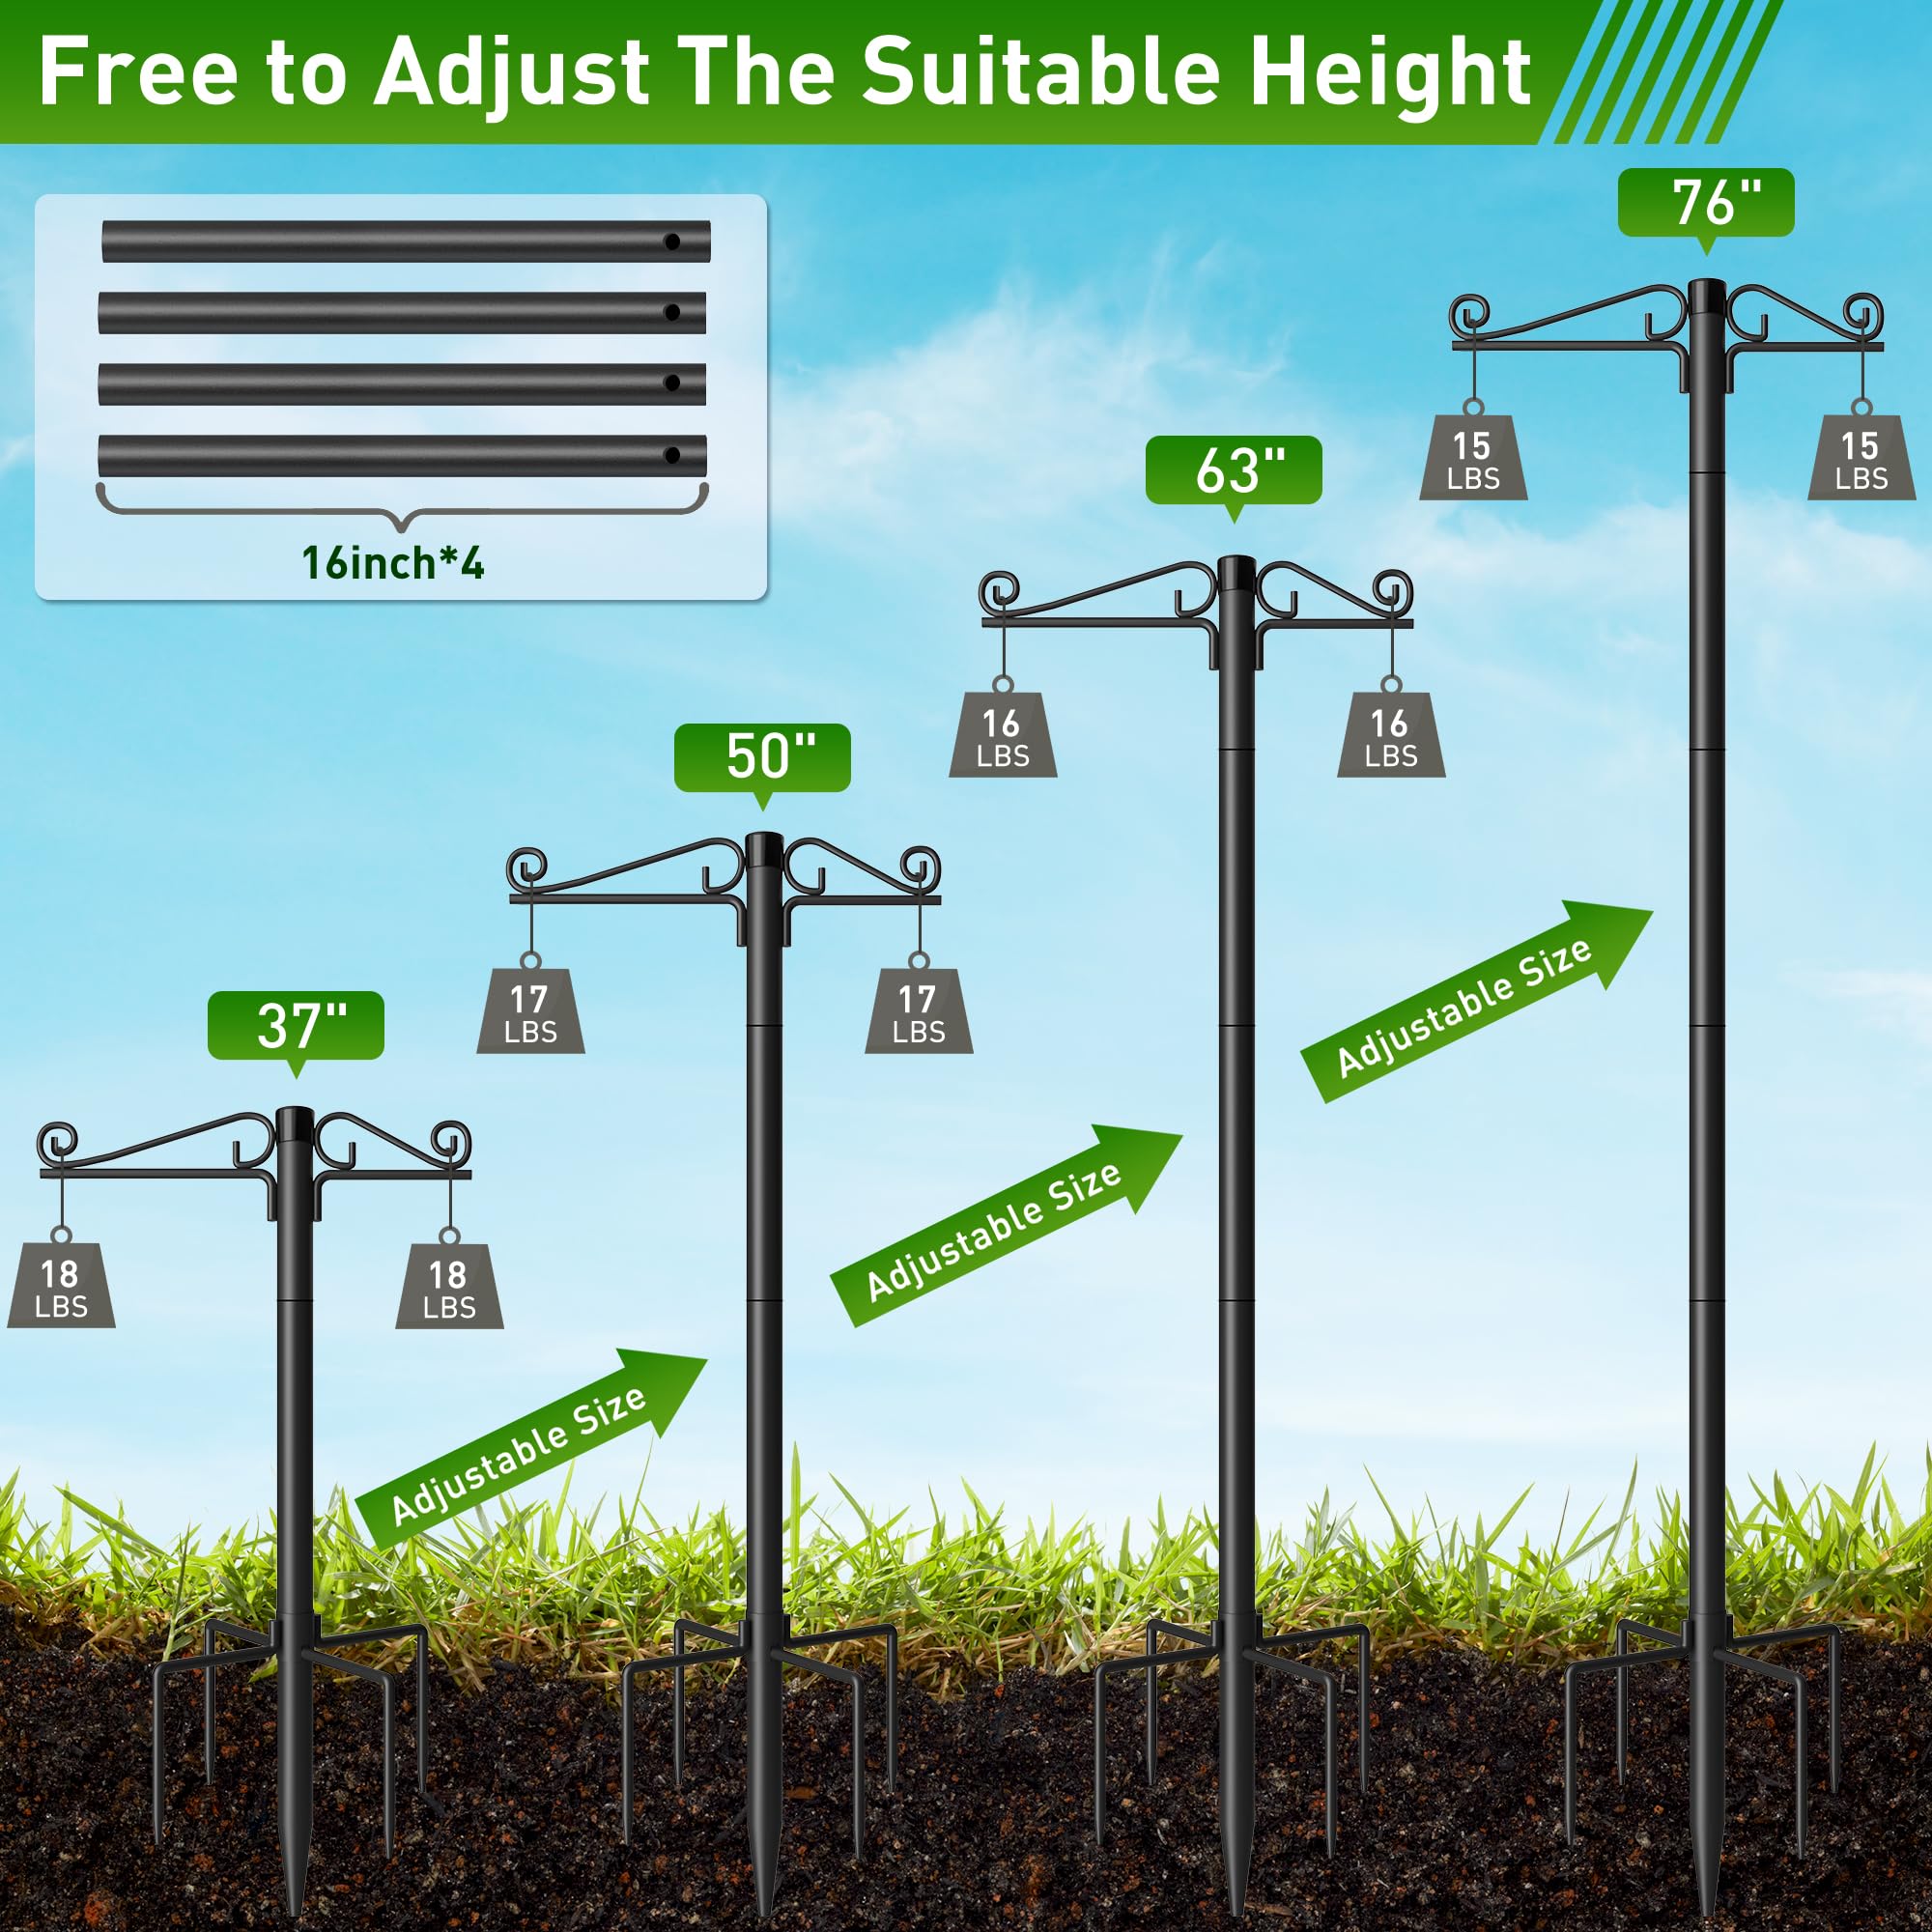 Free to Adjust The Suitable Height
16inch*4
76"
15
LBS
15
LBS
63"
16
LBS
16
LBS
50"
17
LBS
17
LBS
37"
18
LBS
18
LBS
Adjustable Size
Adjustable Size
Adjustable Size